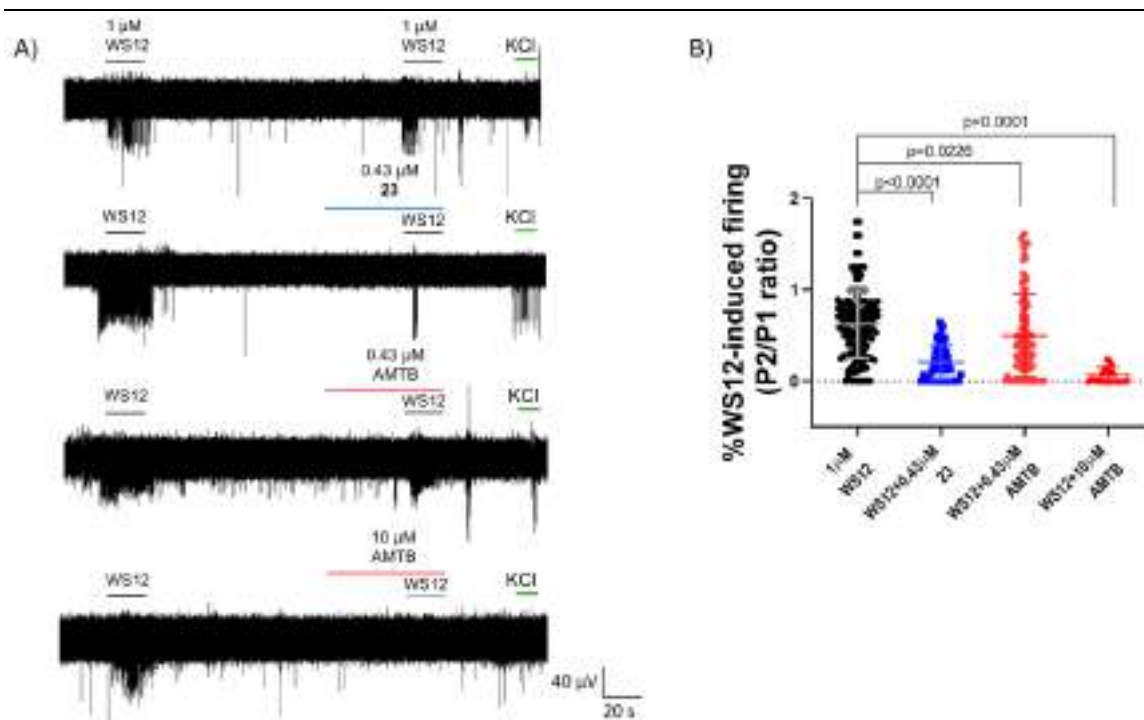 A)
1 μM
WS12
1 μM
WS12
KCl
0.43 μM
23
WS12
WS12
KCl
0.43 μM
AMTB
WS12
WS12
KCl
10 μM
AMTB
WS12
WS12
KCl
40 μV
20 s
B)
p=0.0001
p=0.0226
p<0.0001
%WS12-induced firing
(P2/P1 ratio)
2
1
0
1μM
WS12
WS12+0.43μM
23
WS12+0.43μM
AMTB
WS12+10μM
AMTB